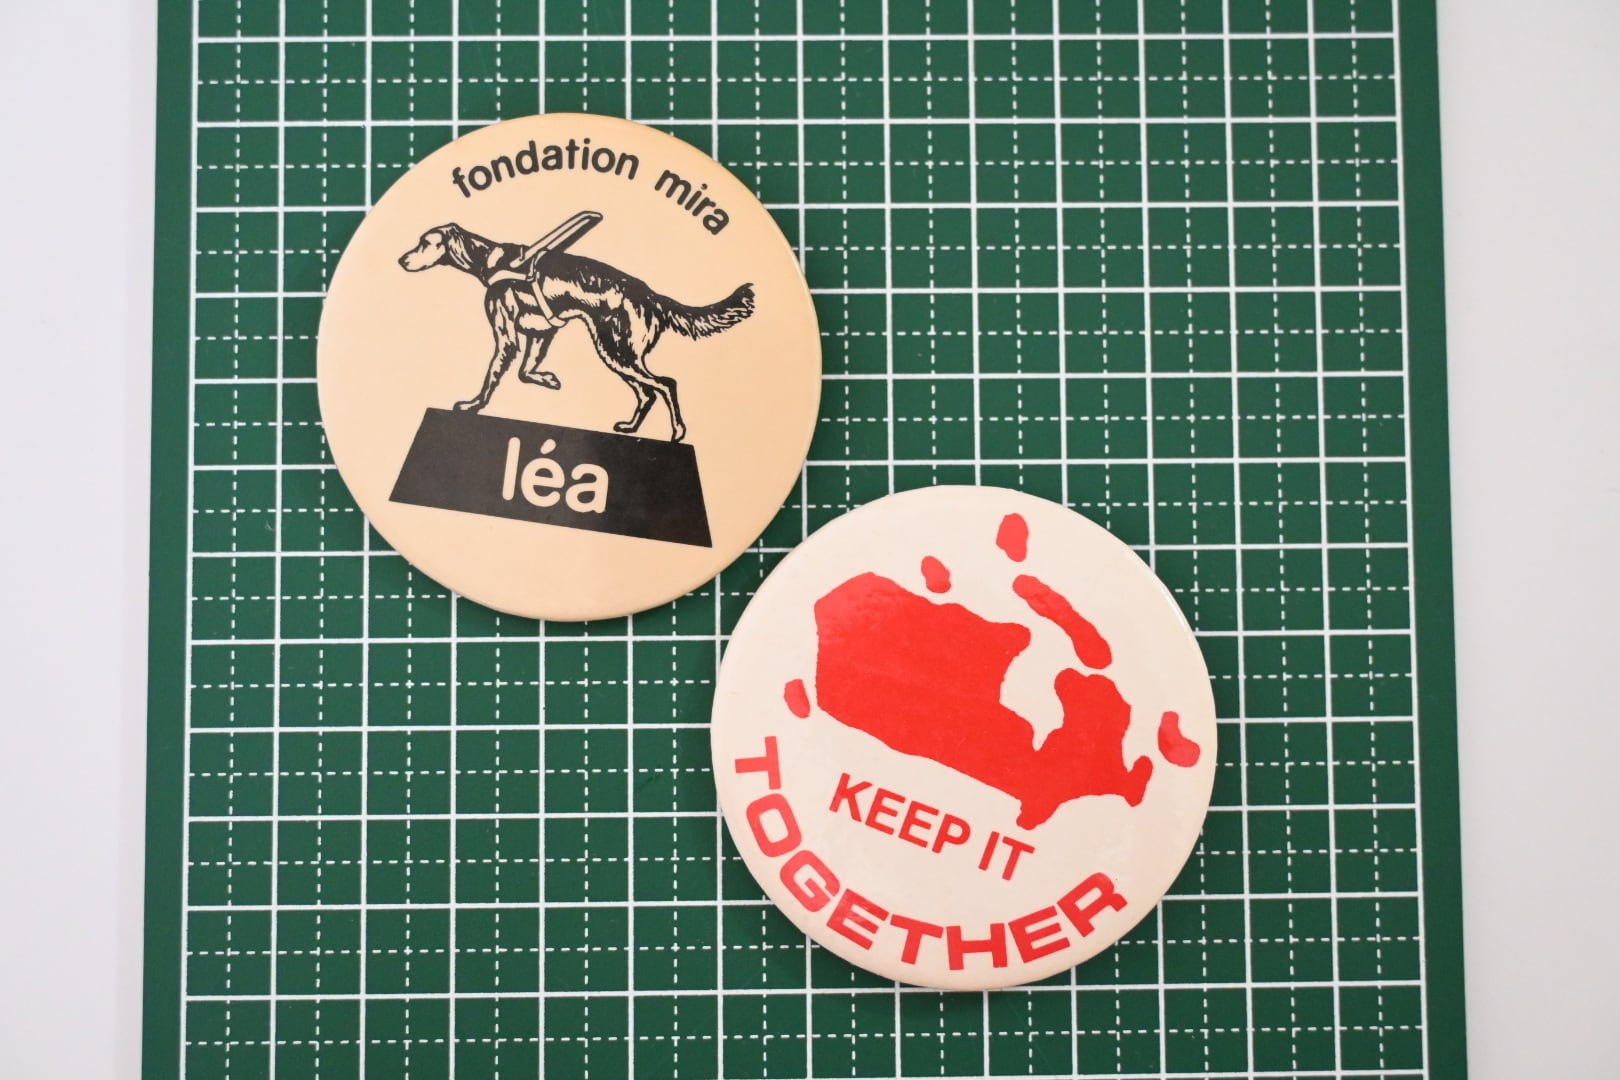 fondation mira
léa
KEEP IT
TOGETHER